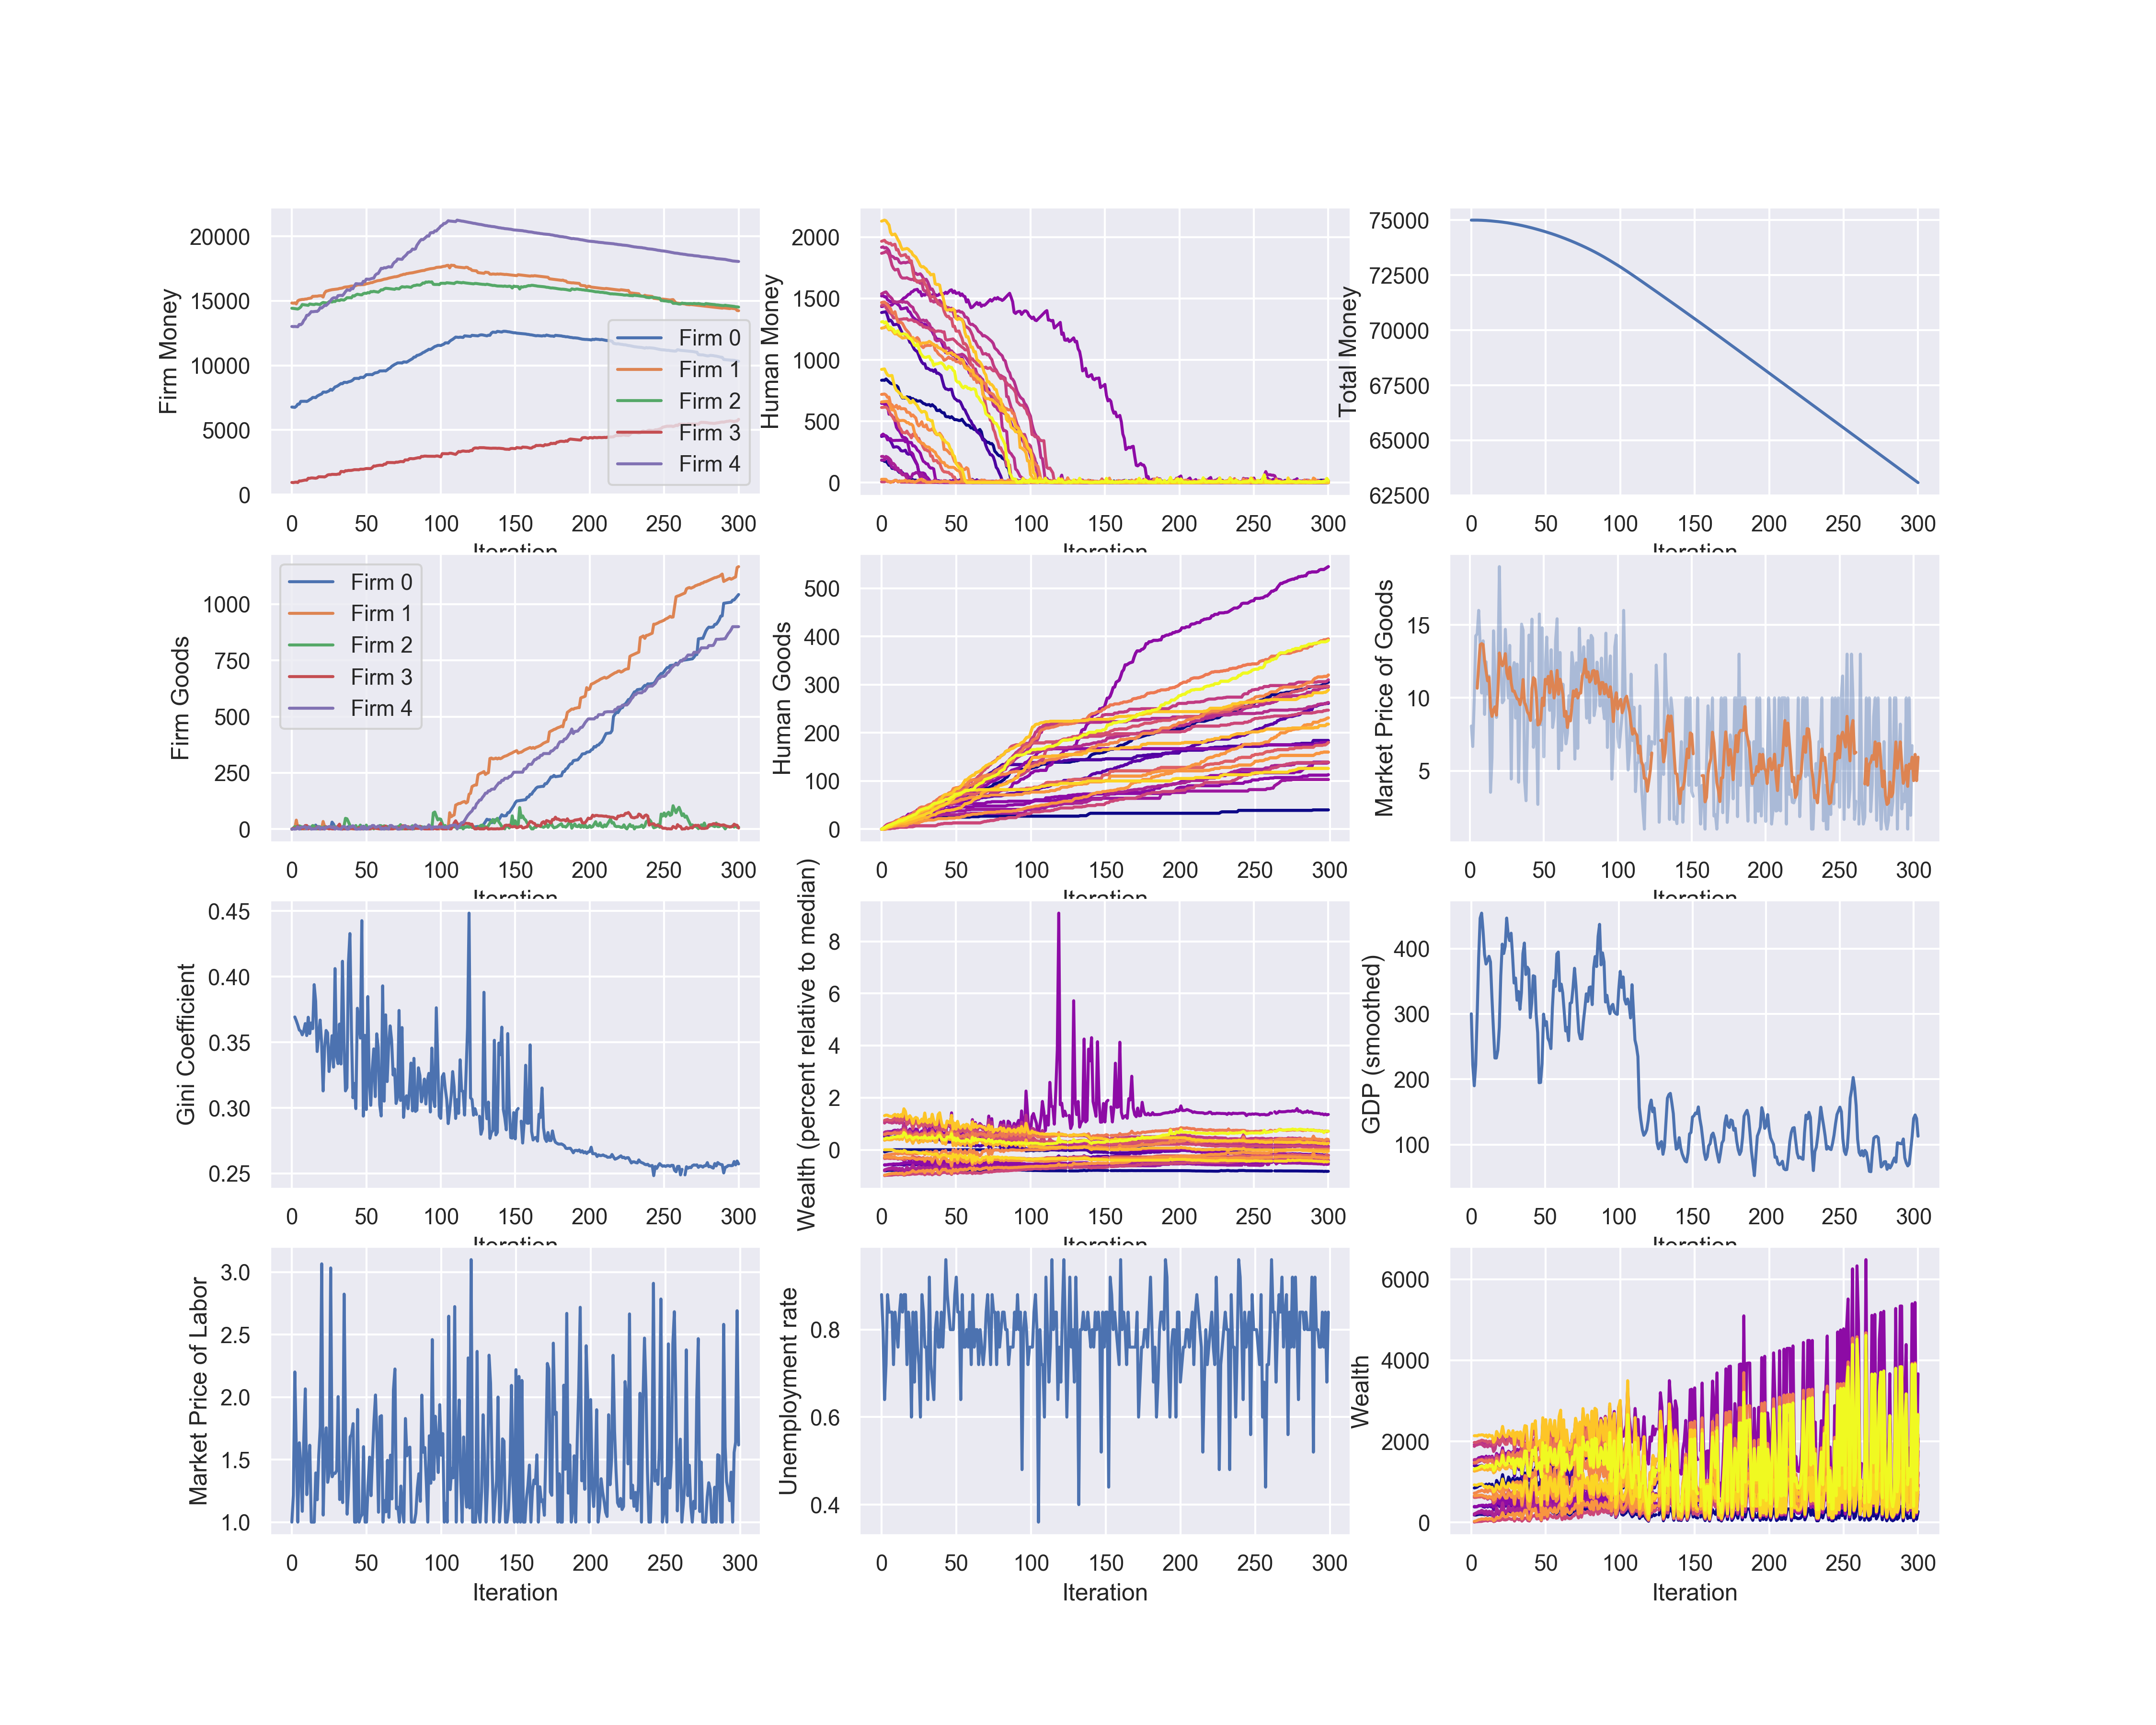 Firm Money
20000
15000
10000
5000
0
0 50 100 150 200 250 300
Iteration
Firm 0
Firm 1
Firm 2
Firm 3
Firm 4
Human Money
2000
1500
1000
500
0
0 50 100 150 200 250 300
Iteration
Total Money
75000
72500
70000
67500
65000
62500
0 50 100 150 200 250 300
Iteration
Firm Goods
1000
750
500
250
0
0 50 100 150 200 250 300
Iteration
Firm 0
Firm 1
Firm 2
Firm 3
Firm 4
Human Goods
500
400
300
200
100
0
0 50 100 150 200 250 300
Iteration
Market Price of Goods
15
10
5
0 50 100 150 200 250 300
Iteration
Gini Coefficient
0.45
0.40
0.35
0.30
0.25
0 50 100 150 200 250 300
Iteration
Wealth (percent relative to median)
8
6
4
2
0
0 50 100 150 200 250 300
Iteration
GDP (smoothed)
400
300
200
100
0 50 100 150 200 250 300
Iteration
Market Price of Labor
3.0
2.5
2.0
1.5
1.0
0 50 100 150 200 250 300
Iteration
Unemployment rate
0.8
0.6
0.4
0 50 100 150 200 250 300
Iteration
Wealth
6000
4000
2000
0
0 50 100 150 200 250 300
Iteration